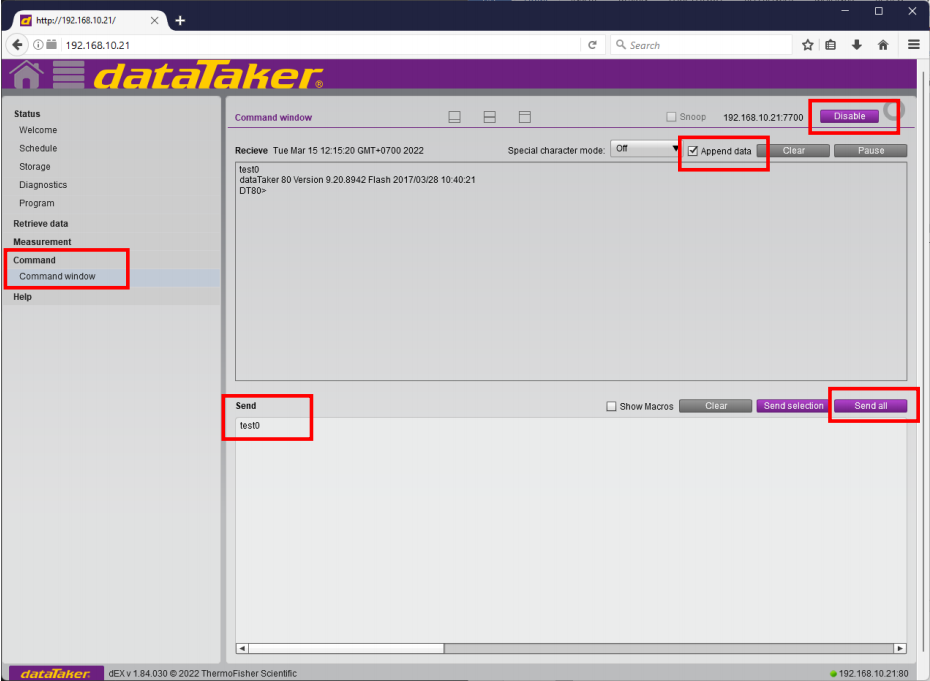 http://192.168.10.21/
192.168.10.21
Search
dataTaker®
Status
Welcome
Schedule
Storage
Diagnostics
Program
Retrieve data
Measurement
Command
Command window
Help
Command window
Snoop 192.168.10.21:7700 Disable
Recieve Tue Mar 15 12:15:20 GMT+0700 2022 Special character mode: Off Append data Clear Pause
test0
dataTaker 80 Version 9.20.8942 Flash 2017/03/28 10:40:21
DT80>
Send Show Macros Clear Send selection Send all
test0
dataTaker. dEX v 1.84.030 © 2022 ThermoFisher Scientific 192.168.10.21:80